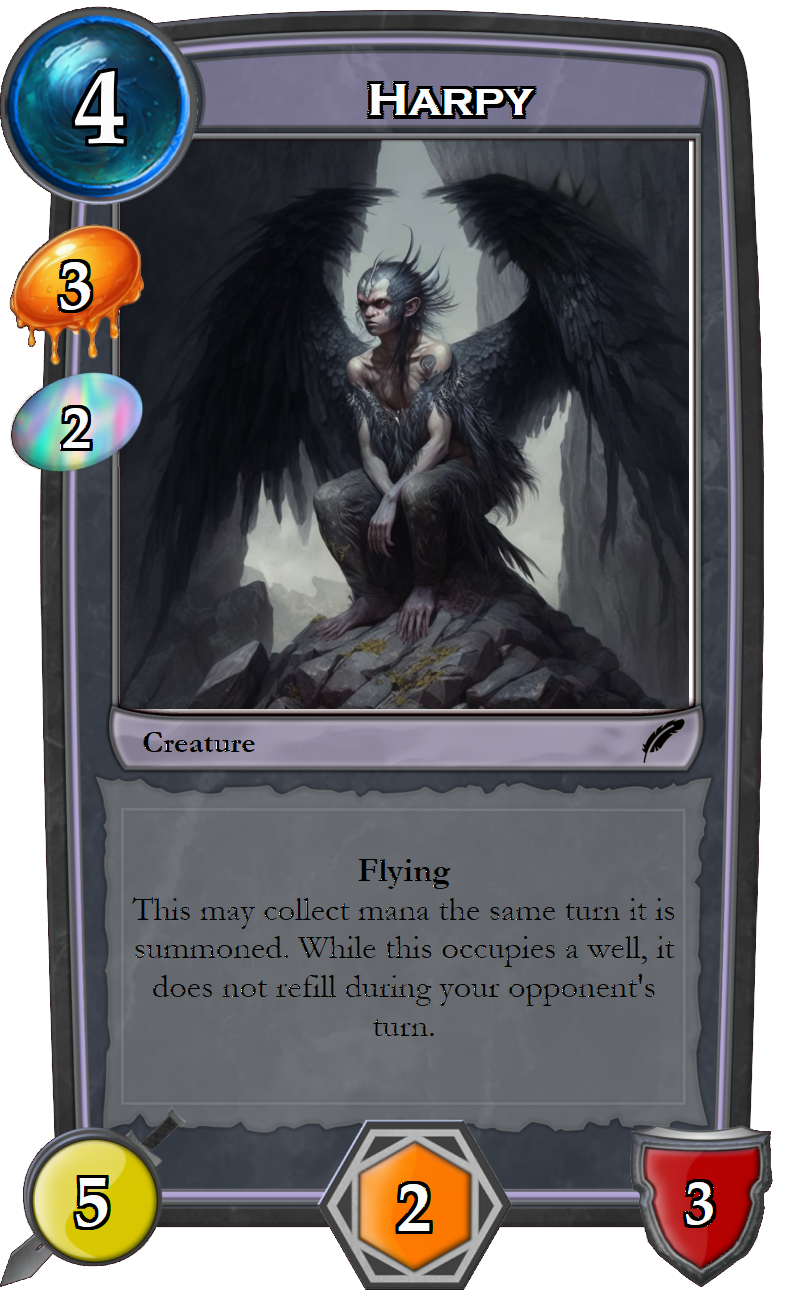 4
HARPY
3
2
Creature
Flying
This may collect mana the same turn it is
summoned. While this occupies a well, it
does not refill during your opponent's
turn.
5
2
3